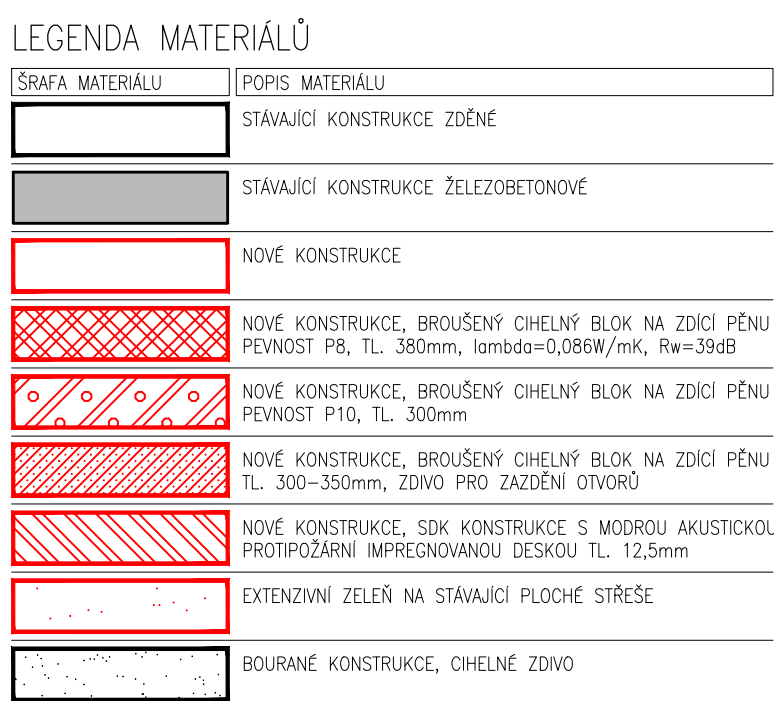 LEGENDA MATERIÁLŮ
ŠRAFA MATERIÁLU POPIS MATERIÁLU
STÁVAJÍCÍ KONSTRUKCE ZDĚNÉ
STÁVAJÍCÍ KONSTRUKCE ŽELEZOBETONOVÉ
NOVÉ KONSTRUKCE
NOVÉ KONSTRUKCE, BROUŠENÝ CIHELNÝ BLOK NA ZDÍCÍ PĚNU
PEVNOST P8, TL. 380mm, lambda=0,086W/mK, Rw=39dB
NOVÉ KONSTRUKCE, BROUŠENÝ CIHELNÝ BLOK NA ZDÍCÍ PĚNU
PEVNOST P10, TL. 300mm
NOVÉ KONSTRUKCE, BROUŠENÝ CIHELNÝ BLOK NA ZDÍCÍ PĚNU
TL. 300-350mm, ZDIVO PRO ZAZDĚNÍ OTVORŮ
NOVÉ KONSTRUKCE, SDK KONSTRUKCE S MODROU AKUSTICKOU
PROTIPOŽÁRNÍ IMPREGNOVANOU DESKOU TL. 12,5mm
EXTENZIVNÍ ZELEŇ NA STÁVAJÍCÍ PLOCHÉ STŘEŠE
BOURANÉ KONSTRUKCE, CIHELNÉ ZDIVO